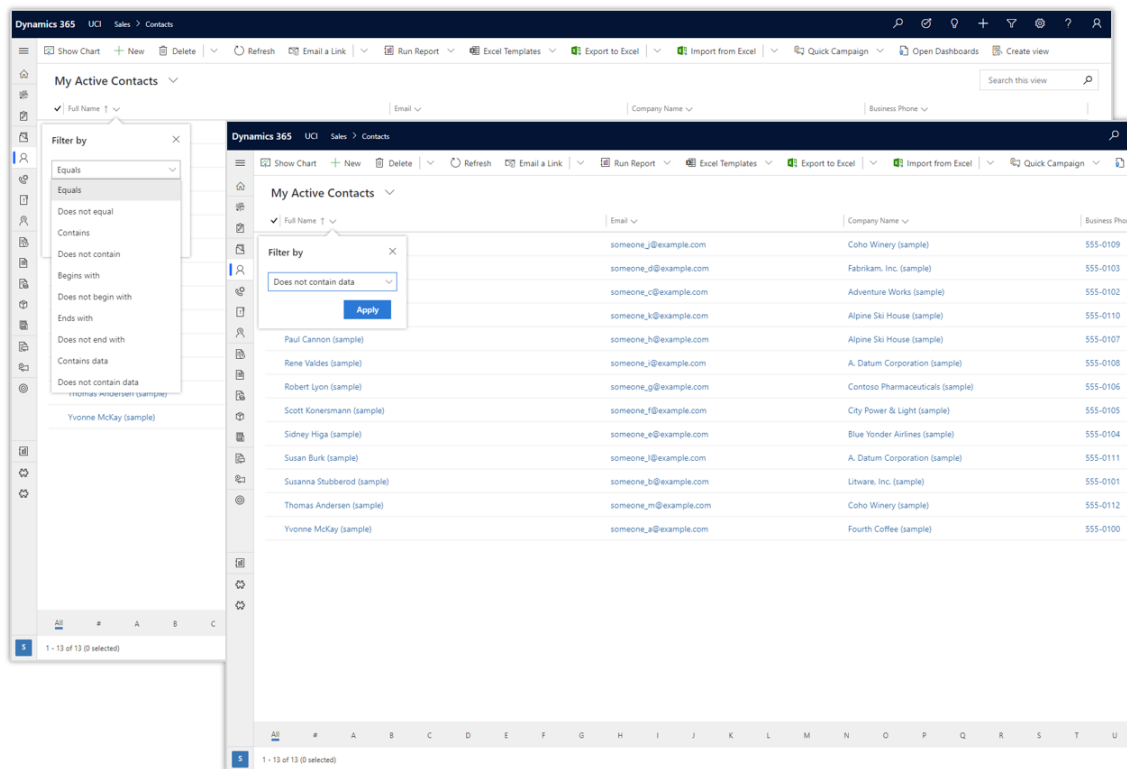 Dynamics 365 UCI Sales > Contacts
Show Chart New Delete Refresh Email a Link Run Report Excel Templates Export to Excel Import from Excel Quick Campaign Open Dashboards Create view
My Active Contacts
Search this view
Full Name Email Company Name Business Phone
Filter by
Equals
Equals
Does not equal
Contains
Does not contain
Begins with
Does not begin with
Ends with
Does not end with
Contains data
Does not contain data
Thomas Andersen (sample)
Yvonne McKay (sample)
All # A B C
S 1 - 13 of 13 (0 selected)
Dynamics 365 UCI Sales > Contacts
Show Chart New Delete Refresh Email a Link Run Report Excel Templates Export to Excel Import from Excel Quick Campaign
My Active Contacts
Full Name Email Company Name Business Pho
Filter by
Does not contain data
Apply
someone_j@example.com Coho Winery (sample) 555-0109
someone_d@example.com Fabrikam, Inc. (sample) 555-0103
someone_c@example.com Adventure Works (sample) 555-0102
someone_k@example.com Alpine Ski House (sample) 555-0110
Paul Cannon (sample) someone_h@example.com Alpine Ski House (sample) 555-0107
Rene Valdes (sample) someone_i@example.com A. Datum Corporation (sample) 555-0108
Robert Lyon (sample) someone_g@example.com Contoso Pharmaceuticals (sample) 555-0106
Scott Konersmann (sample) someone_f@example.com City Power & Light (sample) 555-0105
Sidney Higa (sample) someone_e@example.com Blue Yonder Airlines (sample) 555-0104
Susan Burk (sample) someone_l@example.com A. Datum Corporation (sample) 555-0111
Susanna Stubberod (sample) someone_b@example.com Litware, Inc. (sample) 555-0101
Thomas Andersen (sample) someone_m@example.com Coho Winery (sample) 555-0112
Yvonne McKay (sample) someone_a@example.com Fourth Coffee (sample) 555-0100
All # A B C D E F G H I J K L M N O P Q R S T U
S 1 - 13 of 13 (0 selected)